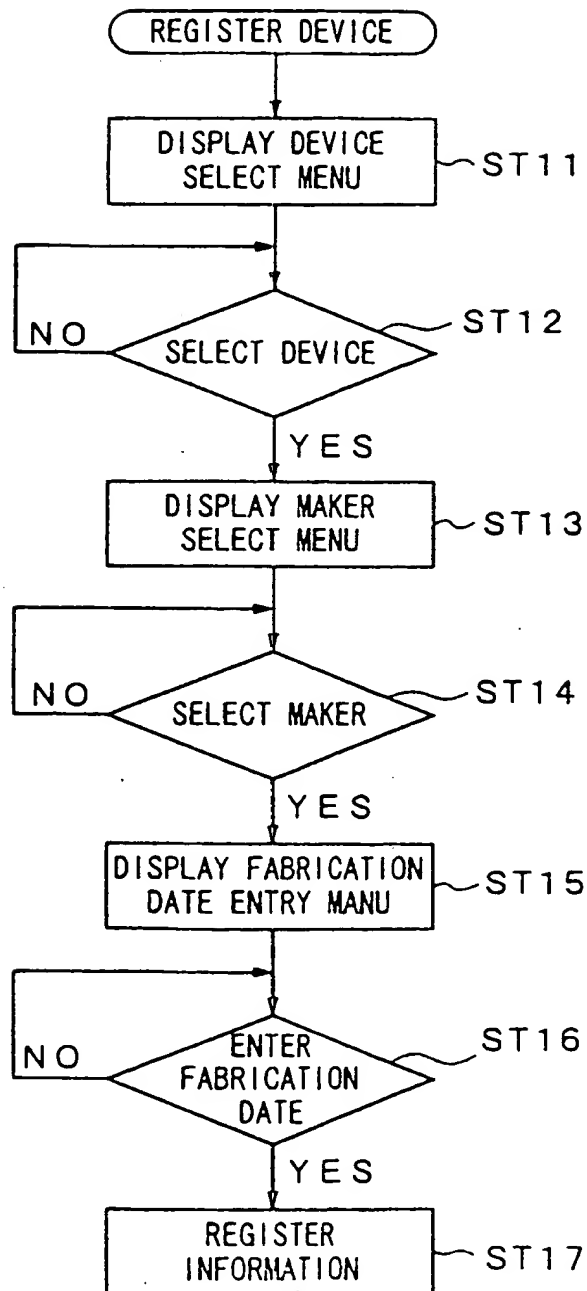 REGISTER DEVICE
DISPLAY DEVICE
SELECT MENU
ST11
NO
SELECT DEVICE
ST12
YES
DISPLAY MAKER
SELECT MENU
ST13
NO
SELECT MAKER
ST14
YES
DISPLAY FABRICATION
DATE ENTRY MANU
ST15
NO
ENTER
FABRICATION
DATE
ST16
YES
REGISTER
INFORMATION
ST17